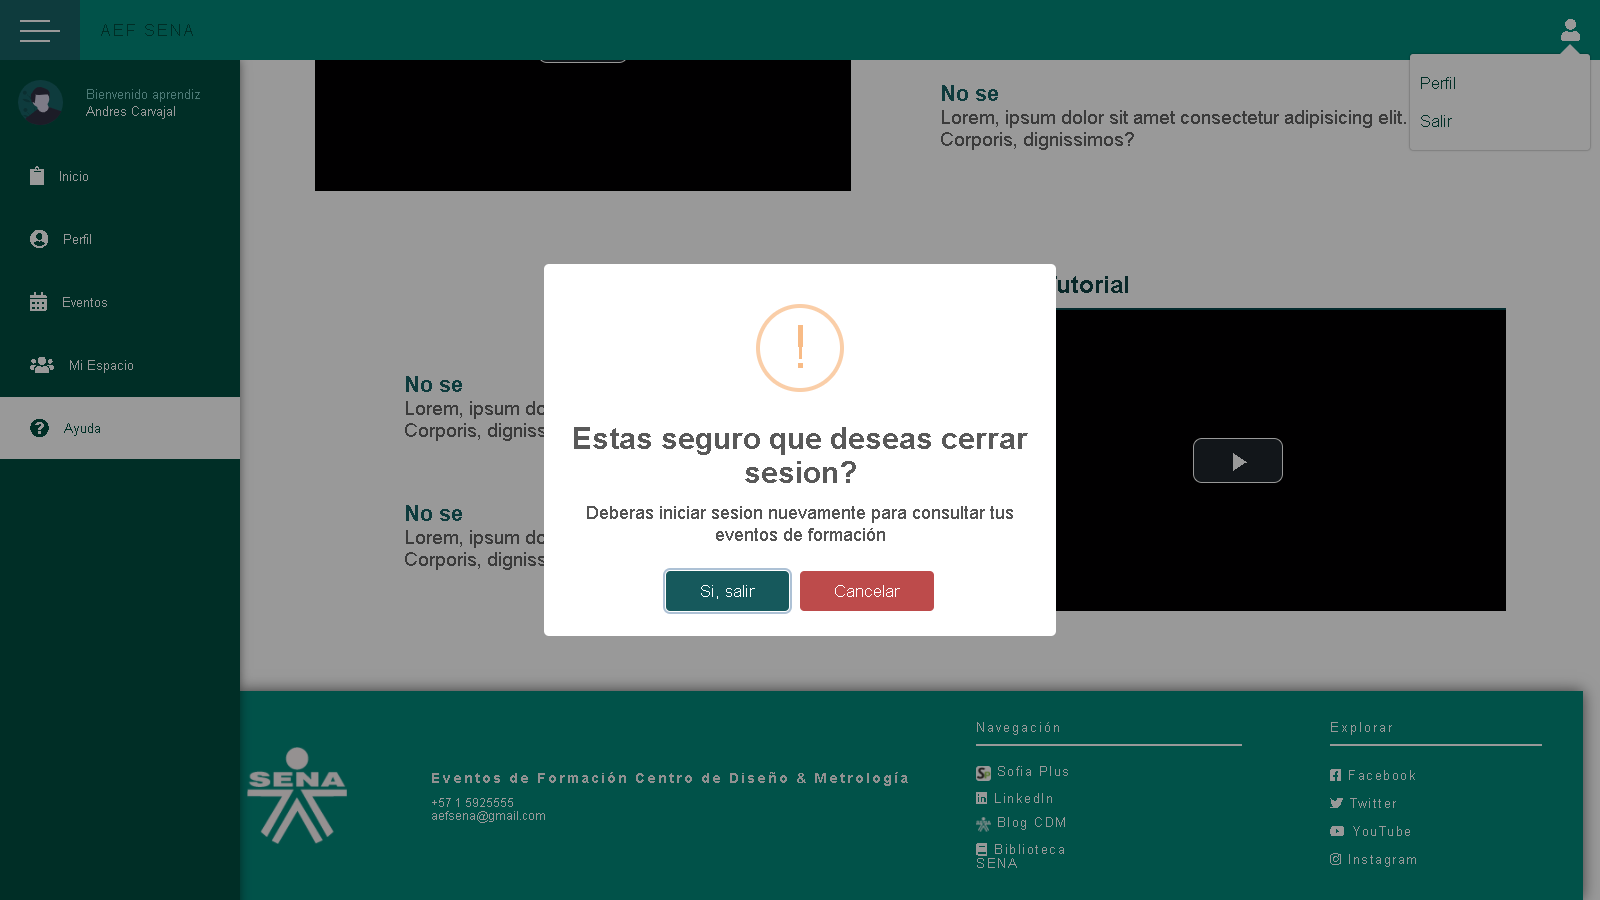 AEF SENA
Perfil
Salir
Bienvenido aprendiz
Andres Carvajal
Inicio
Perfil
Eventos
Mi Espacio
Ayuda
No se
Lorem, ipsum dolor sit amet consectetur adipisicing elit.
Corporis, dignissimos?
utorial
No se
Lorem, ipsum do
Corporis, digniss
No se
Lorem, ipsum do
Corporis, digniss
!
Estas seguro que deseas cerrar
sesion?
Deberas iniciar sesion nuevamente para consultar tus
eventos de formación
Si, salir
Cancelar
SENA
Eventos de Formación Centro de Diseño & Metrología
+57 1 5925555
aefsena@gmail.com
Navegación
Sofia Plus
LinkedIn
Blog CDM
Biblioteca
SENA
Explorar
Facebook
Twitter
YouTube
Instagram